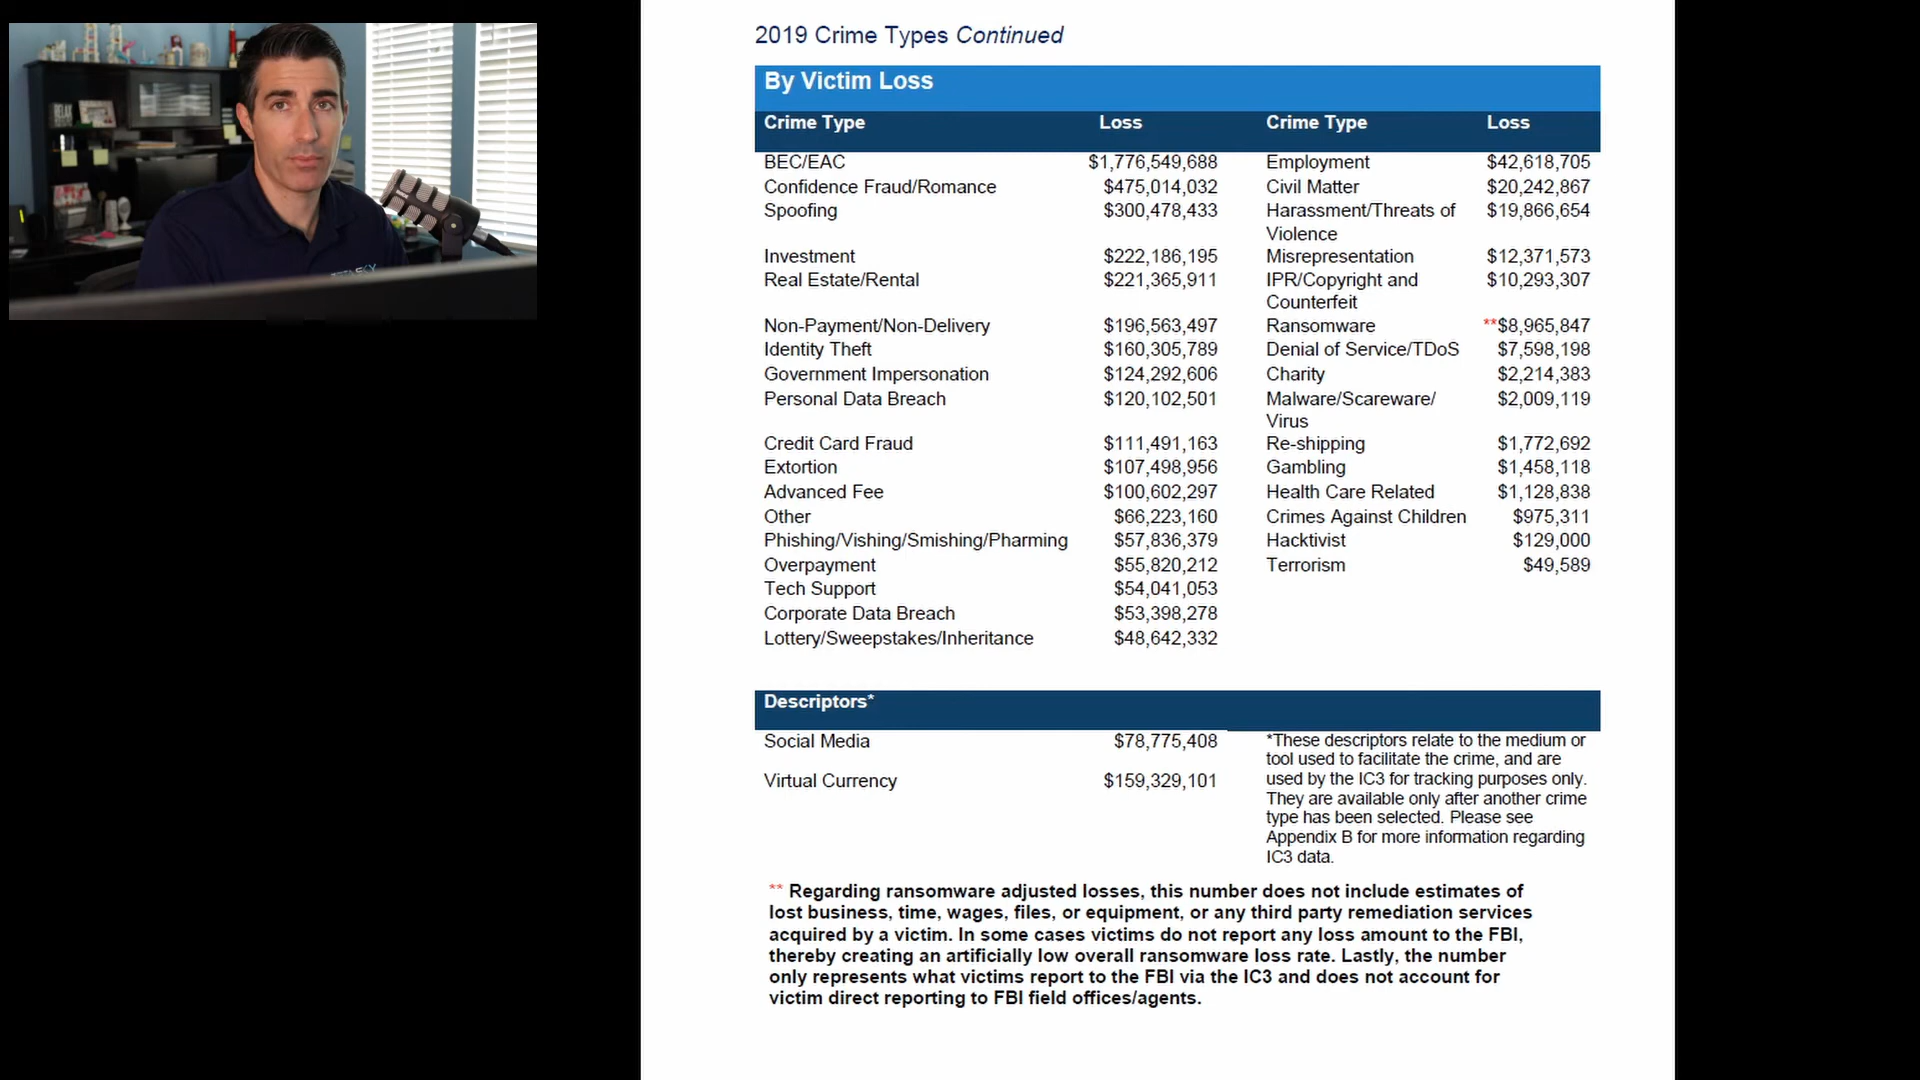 2019 Crime Types Continued
By Victim Loss
Crime Type Loss Crime Type Loss
BEC/EAC $1,776,549,688 Employment $42,618,705
Confidence Fraud/Romance $475,014,032 Civil Matter $20,242,867
Spoofing $300,478,433 Harassment/Threats of $19,866,654
Violence
Investment $222,186,195 Misrepresentation $12,371,573
Real Estate/Rental $221,365,911 IPR/Copyright and $10,293,307
Counterfeit
Non-Payment/Non-Delivery $196,563,497 Ransomware **$8,965,847
Identity Theft $160,305,789 Denial of Service/TDoS $7,598,198
Government Impersonation $124,292,606 Charity $2,214,383
Personal Data Breach $120,102,501 Malware/Scareware/ $2,009,119
Virus
Credit Card Fraud $111,491,163 Re-shipping $1,772,692
Extortion $107,498,956 Gambling $1,458,118
Advanced Fee $100,602,297 Health Care Related $1,128,838
Other $66,223,160 Crimes Against Children $975,311
Phishing/Vishing/Smishing/Pharming $57,836,379 Hacktivist $129,000
Overpayment $55,820,212 Terrorism $49,589
Tech Support $54,041,053
Corporate Data Breach $53,398,278
Lottery/Sweepstakes/Inheritance $48,642,332
Descriptors*
Social Media $78,775,408
Virtual Currency $159,329,101
*These descriptors relate to the medium or
tool used to facilitate the crime, and are
used by the IC3 for tracking purposes only.
They are available only after another crime
type has been selected. Please see
Appendix B for more information regarding
IC3 data.
** Regarding ransomware adjusted losses, this number does not include estimates of
lost business, time, wages, files, or equipment, or any third party remediation services
acquired by a victim. In some cases victims do not report any loss amount to the FBI,
thereby creating an artificially low overall ransomware loss rate. Lastly, the number
only represents what victims report to the FBI via the IC3 and does not account for
victim direct reporting to FBI field offices/agents.
RELAX